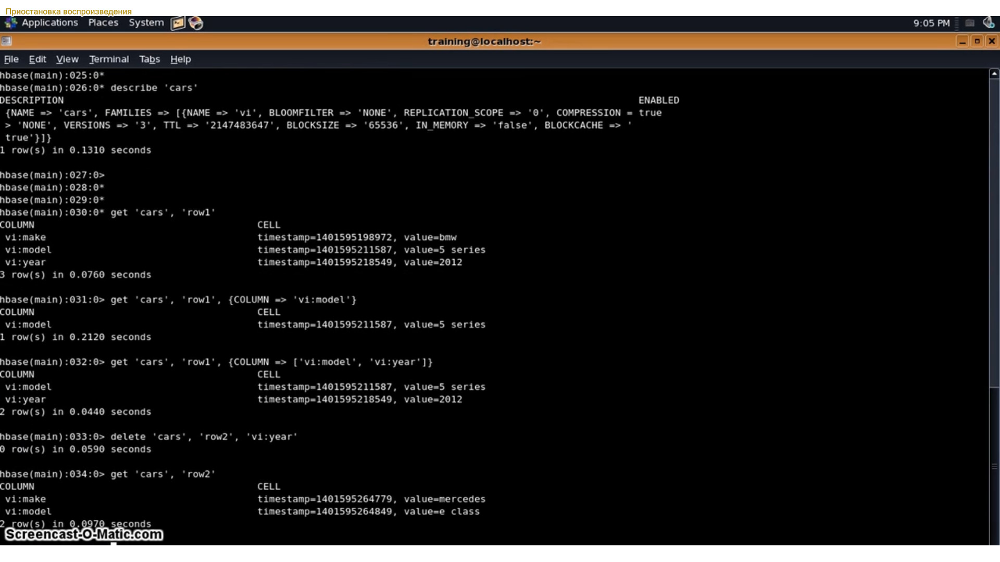 Приостановка воспроизведения
Applications Places System 9:05 PM
training@localhost:~
File Edit View Terminal Tabs Help
hbase(main):025:0*
hbase(main):026:0* describe 'cars'
DESCRIPTION ENABLED
{NAME => 'cars', FAMILIES => [{NAME => 'vi', BLOOMFILTER => 'NONE', REPLICATION_SCOPE => '0', COMPRESSION = true
> 'NONE', VERSIONS => '3', TTL => '2147483647', BLOCKSIZE => '65536', IN_MEMORY => 'false', BLOCKCACHE => '
true'}]}
1 row(s) in 0.1310 seconds
hbase(main):027:0>
hbase(main):028:0*
hbase(main):029:0*
hbase(main):030:0* get 'cars', 'row1'
COLUMN CELL
vi:make timestamp=1401595198972, value=bmw
vi:model timestamp=1401595211587, value=5 series
vi:year timestamp=1401595218549, value=2012
3 row(s) in 0.0760 seconds
hbase(main):031:0> get 'cars', 'row1', {COLUMN => 'vi:model'}
COLUMN CELL
vi:model timestamp=1401595211587, value=5 series
1 row(s) in 0.2120 seconds
hbase(main):032:0> get 'cars', 'row1', {COLUMN => ['vi:model', 'vi:year']}
COLUMN CELL
vi:model timestamp=1401595211587, value=5 series
vi:year timestamp=1401595218549, value=2012
2 row(s) in 0.0440 seconds
hbase(main):033:0> delete 'cars', 'row2', 'vi:year'
0 row(s) in 0.0590 seconds
hbase(main):034:0> get 'cars', 'row2'
COLUMN CELL
vi:make timestamp=1401595264779, value=mercedes
vi:model timestamp=1401595264849, value=e class
2 row(s) in 0.0970 seconds
Screencast-O-Matic.com